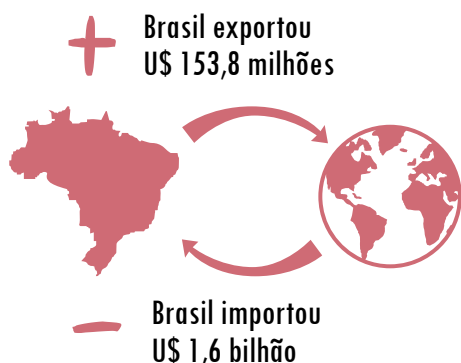 Brasil exportou
U$ 153,8 milhões
Brasil importou
U$ 1,6 bilhão